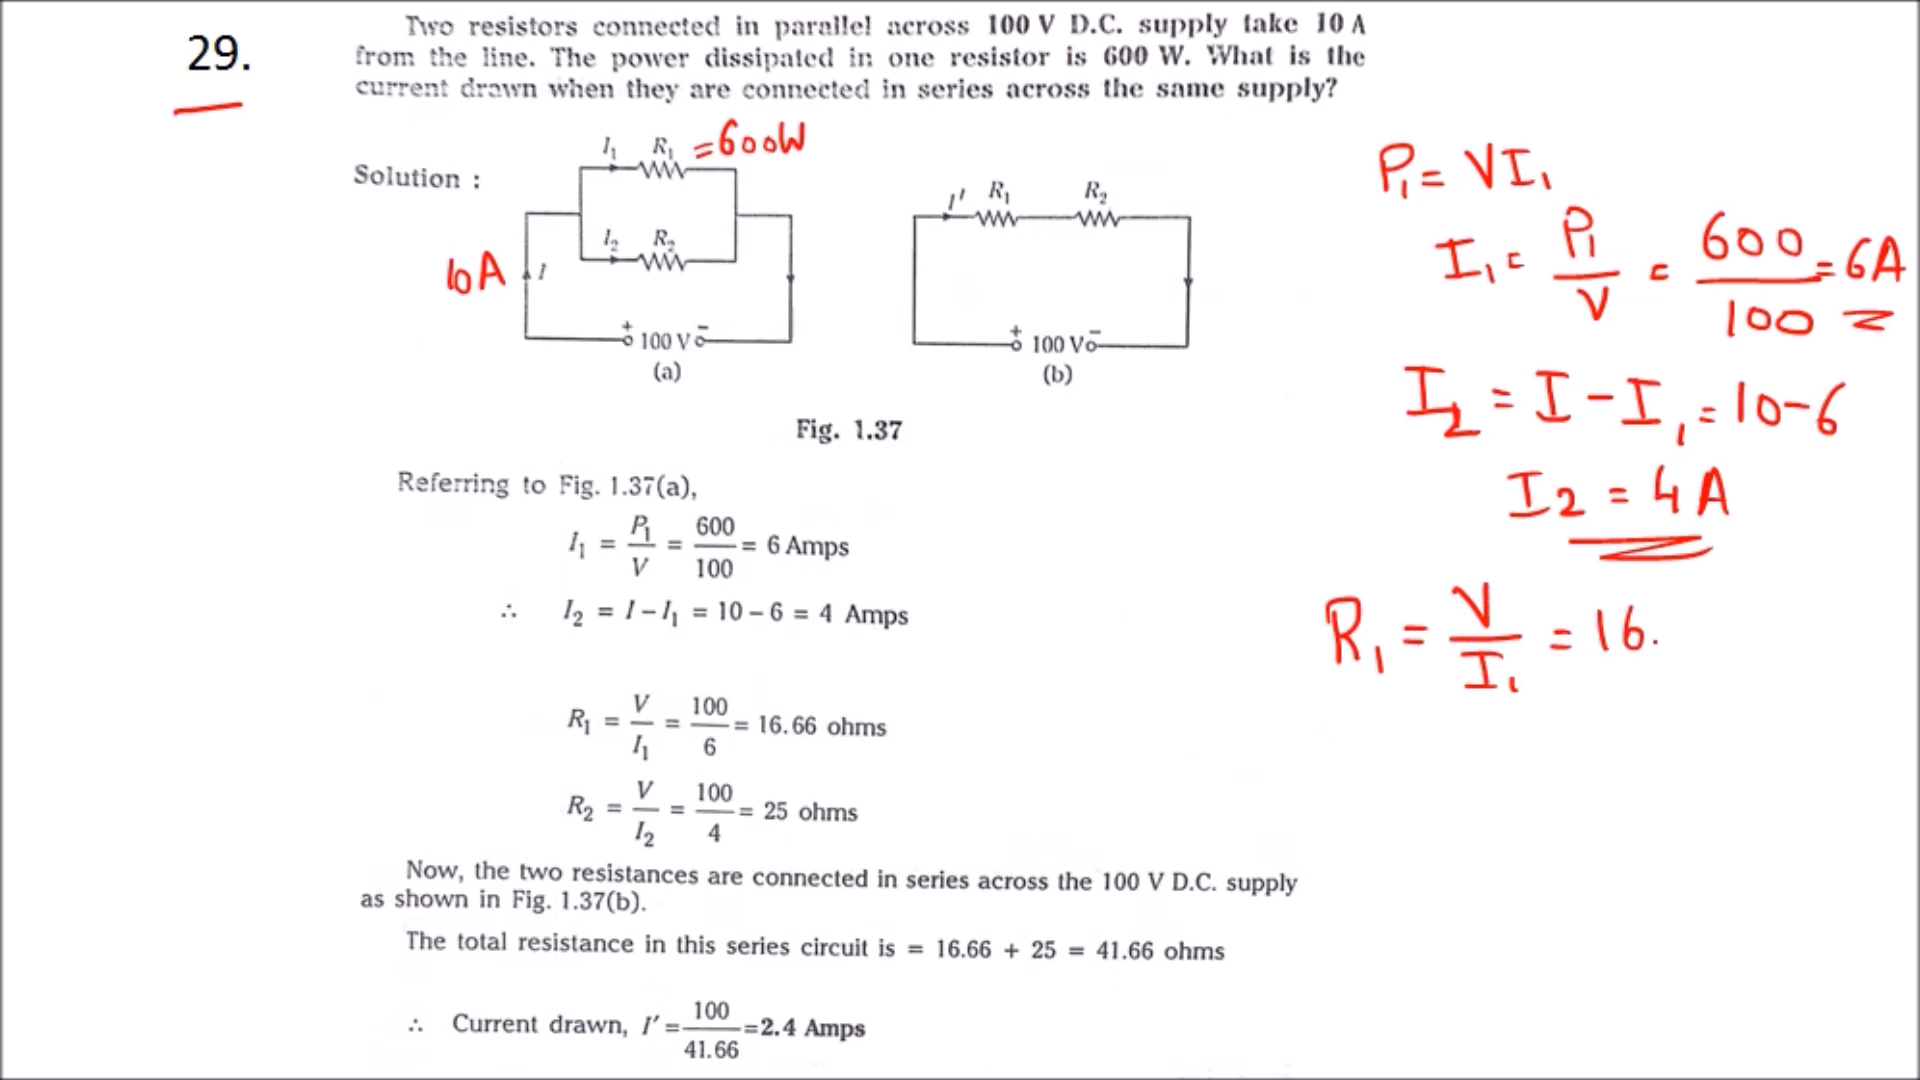 29.
Two resistors connected in parallel across 100 V D.C. supply take 10 A
from the line. The power dissipated in one resistor is 600 W. What is the
current drawn when they are connected in series across the same supply?
Solution :
I₁ R₁ = 600W
I₂ R₂
10A I
+ 100 V −
(a)
I′ R₁ R₂
+ 100 V −
(b)
Fig. 1.37
Referring to Fig. 1.37(a),
I₁ = P₁/V = 600/100 = 6 Amps
∴ I₂ = I − I₁ = 10 − 6 = 4 Amps
R₁ = V/I₁ = 100/6 = 16.66 ohms
R₂ = V/I₂ = 100/4 = 25 ohms
Now, the two resistances are connected in series across the 100 V D.C. supply
as shown in Fig. 1.37(b).
The total resistance in this series circuit is = 16.66 + 25 = 41.66 ohms
∴ Current drawn, I′ = 100/41.66 = 2.4 Amps
P₁ = VI₁
I₁ = P₁/V = 600/100 = 6A
I₂ = I − I₁ = 10 − 6
I₂ = 4A
R₁ = V/I₁ = 16.